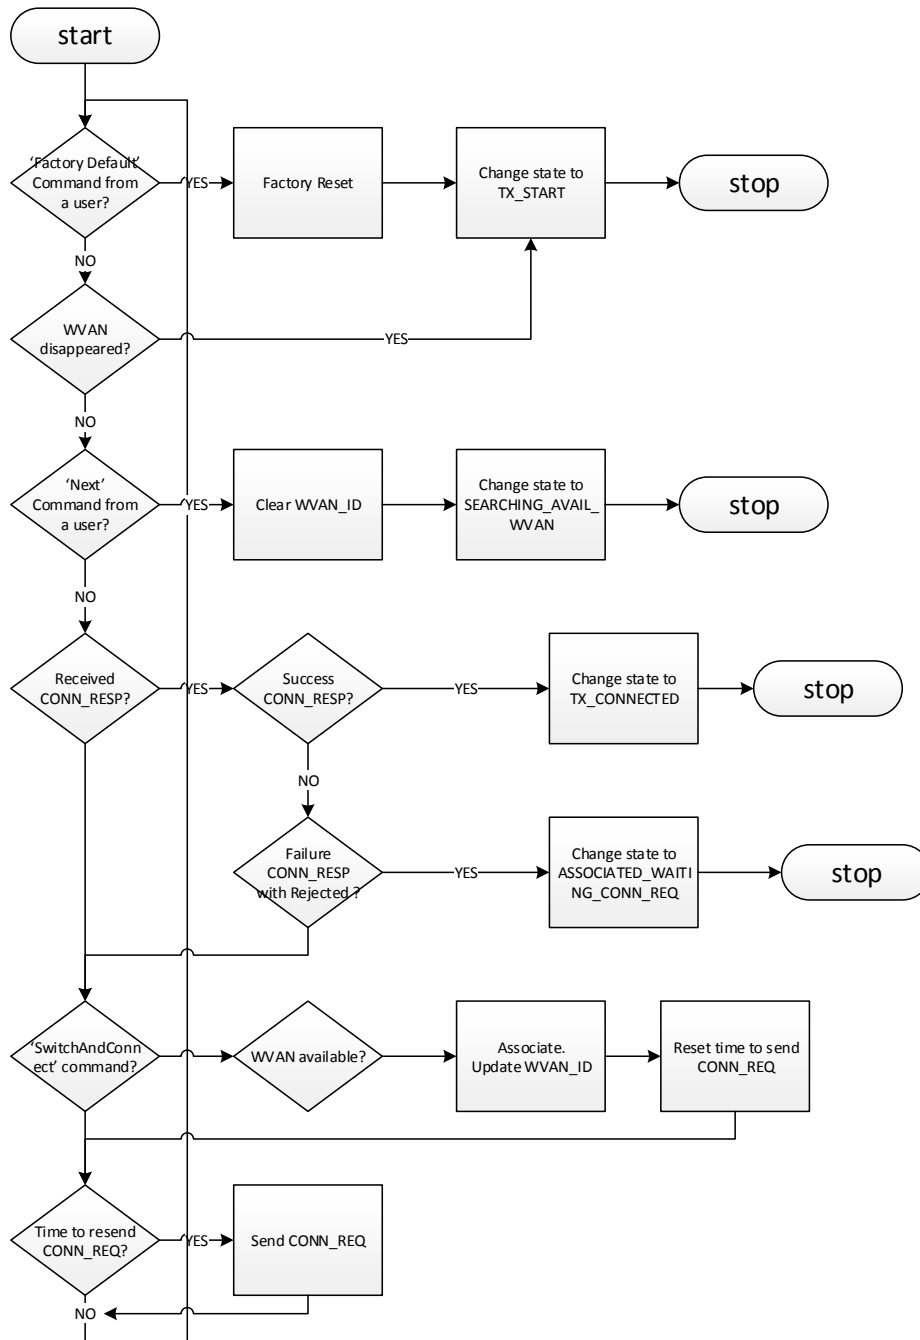 start
‘Factory Default’
Command from
a user?
YES
Factory Reset
Change state to
TX_START
stop
NO
WVAN
disappeared?
YES
NO
‘Next’
Command from
a user?
YES
Clear WVAN_ID
Change state to
SEARCHING_AVAIL_
WVAN
stop
NO
Received
CONN_RESP?
YES
Success
CONN_RESP?
YES
Change state to
TX_CONNECTED
stop
NO
Failure
CONN_RESP
with Rejected ?
YES
Change state to
ASSOCIATED_WAITI
NG_CONN_REQ
stop
‘SwitchAndConn
ect’ command?
WVAN available?
Associate.
Update WVAN_ID
Reset time to send
CONN_REQ
Time to resend
CONN_REQ?
YES
Send CONN_REQ
NO